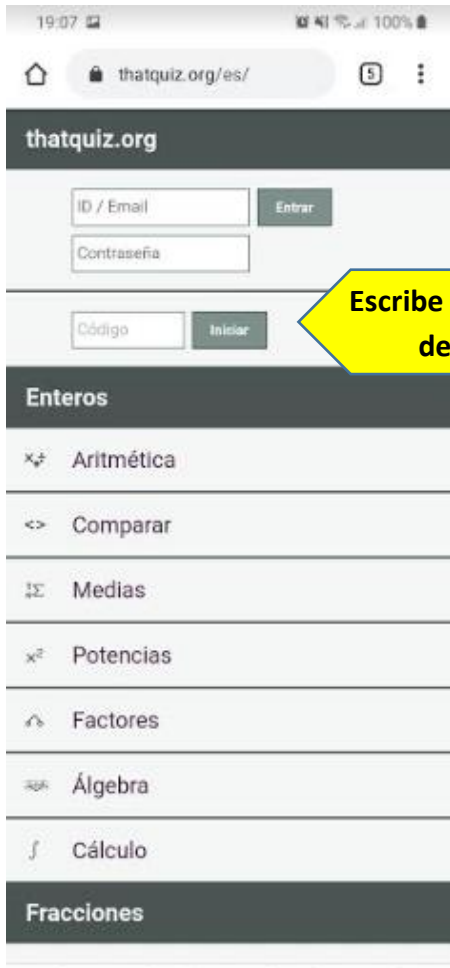 19:07 100%
thatquiz.org/es/ 5
thatquiz.org
ID / Email Entrar
Contraseña
Código Iniciar
Escribe
de
Enteros
Aritmética
<> Comparar
Medias
x² Potencias
Factores
Álgebra
∫ Cálculo
Fracciones